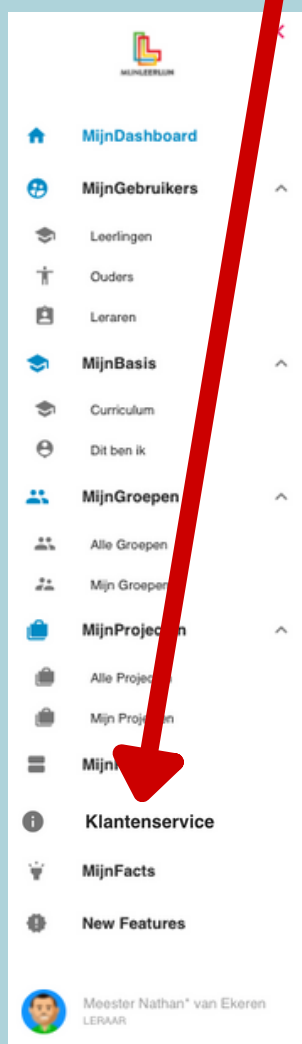 MIJNLEERLIJN
MijnDashboard
MijnGebruikers
Leerlingen
Ouders
Leraren
MijnBasis
Curriculum
Dit ben ik
MijnGroepen
Alle Groepen
Mijn Groepen
MijnProjecten
Alle Projecten
Mijn Projecten
Klantenservice
MijnFacts
New Features
Meester Nathan* van Ekeren
LERAAR